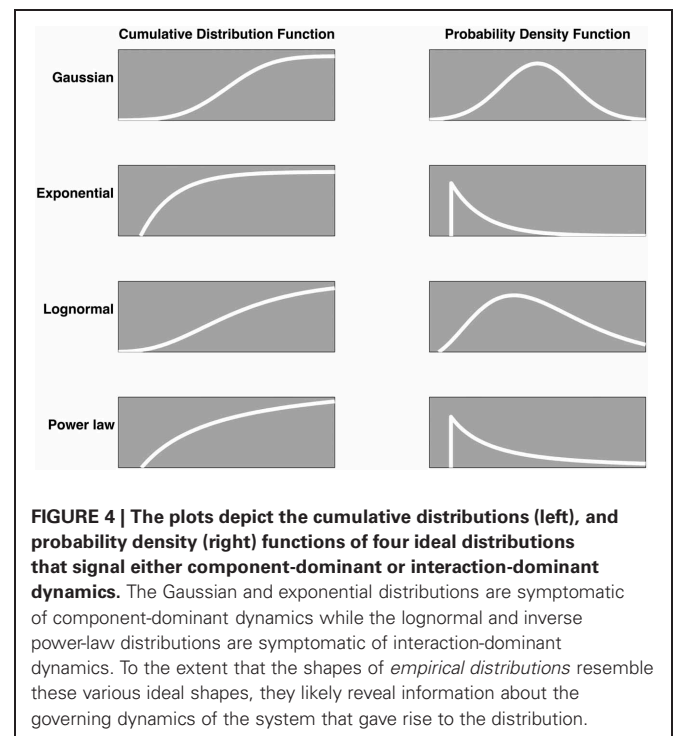 Cumulative Distribution Function
Probability Density Function
Gaussian
Exponential
Lognormal
Power law
FIGURE 4 | The plots depict the cumulative distributions (left), and
probability density (right) functions of four ideal distributions
that signal either component-dominant or interaction-dominant
dynamics. The Gaussian and exponential distributions are symptomatic
of component-dominant dynamics while the lognormal and inverse
power-law distributions are symptomatic of interaction-dominant
dynamics. To the extent that the shapes of empirical distributions resemble
these various ideal shapes, they likely reveal information about the
governing dynamics of the system that gave rise to the distribution.